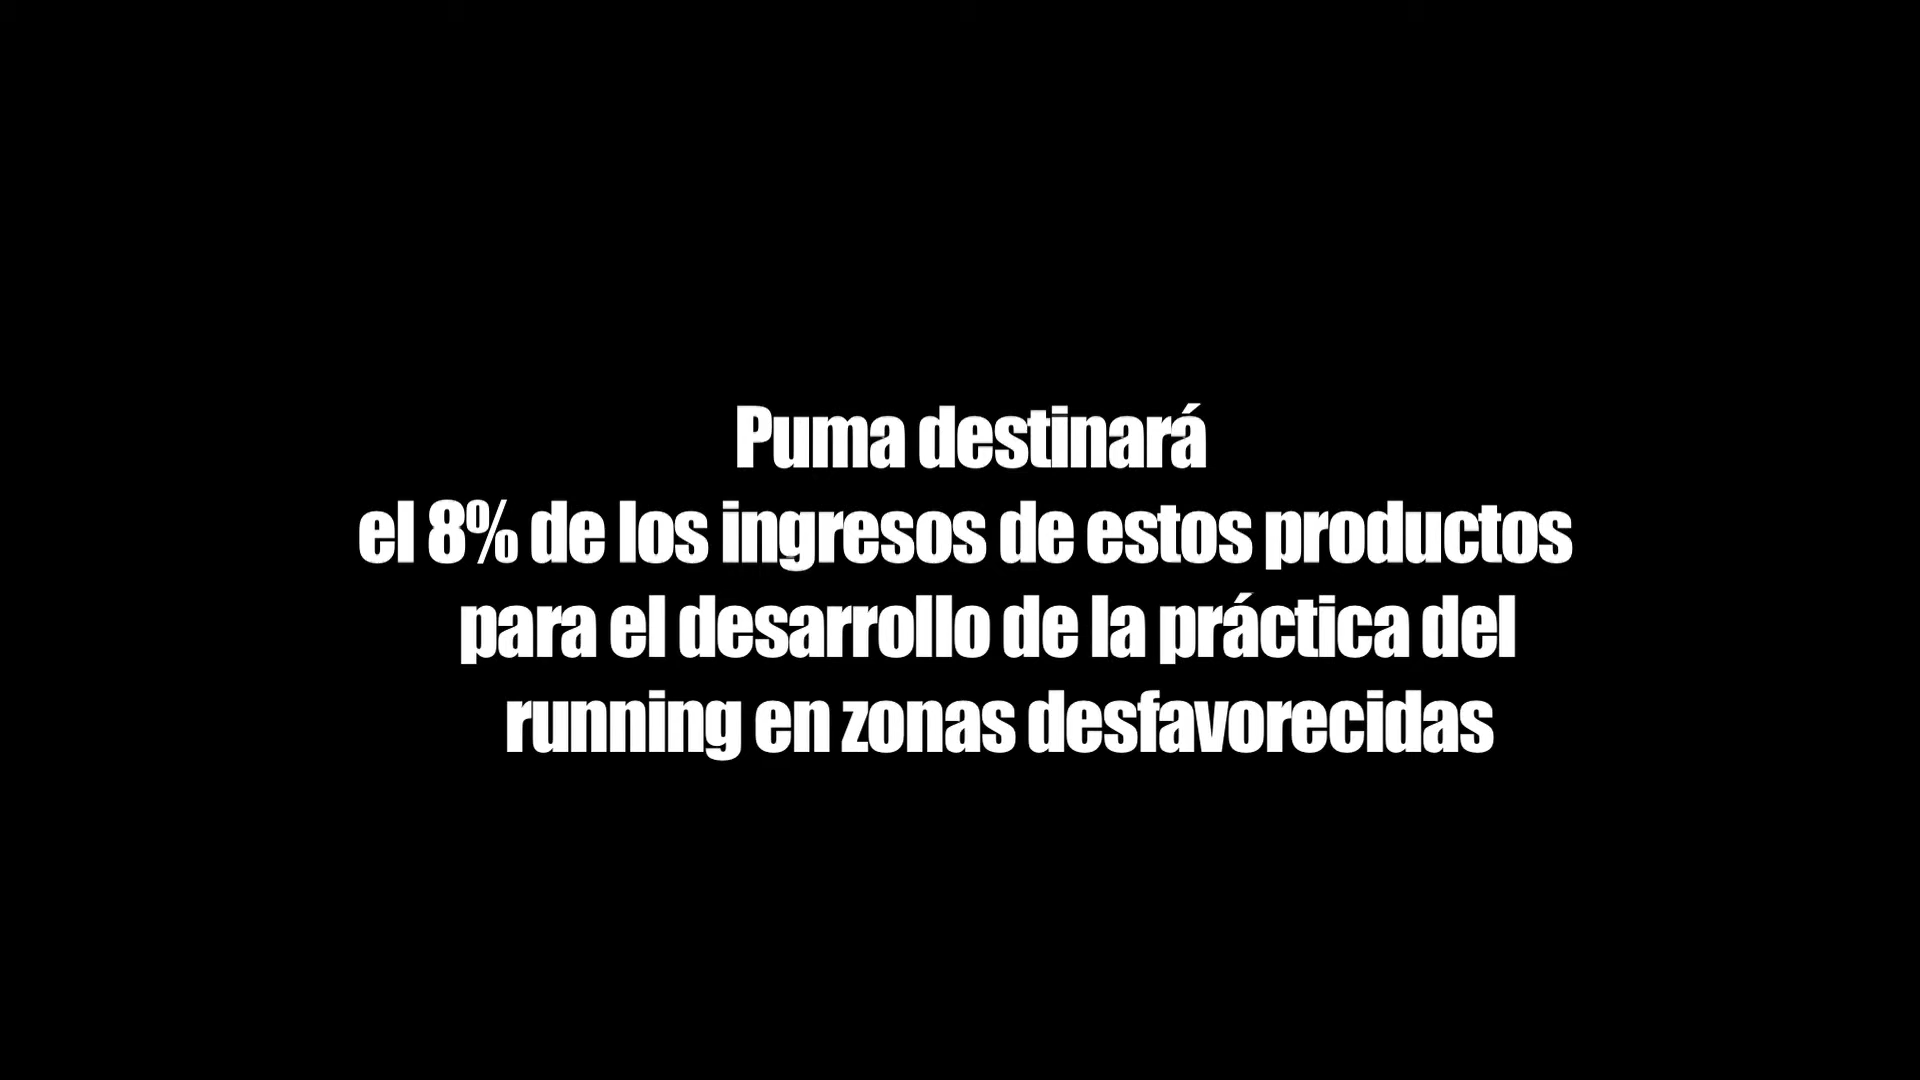 Puma destinará
el 8% de los ingresos de estos productos
para el desarrollo de la práctica del
running en zonas desfavorecidas